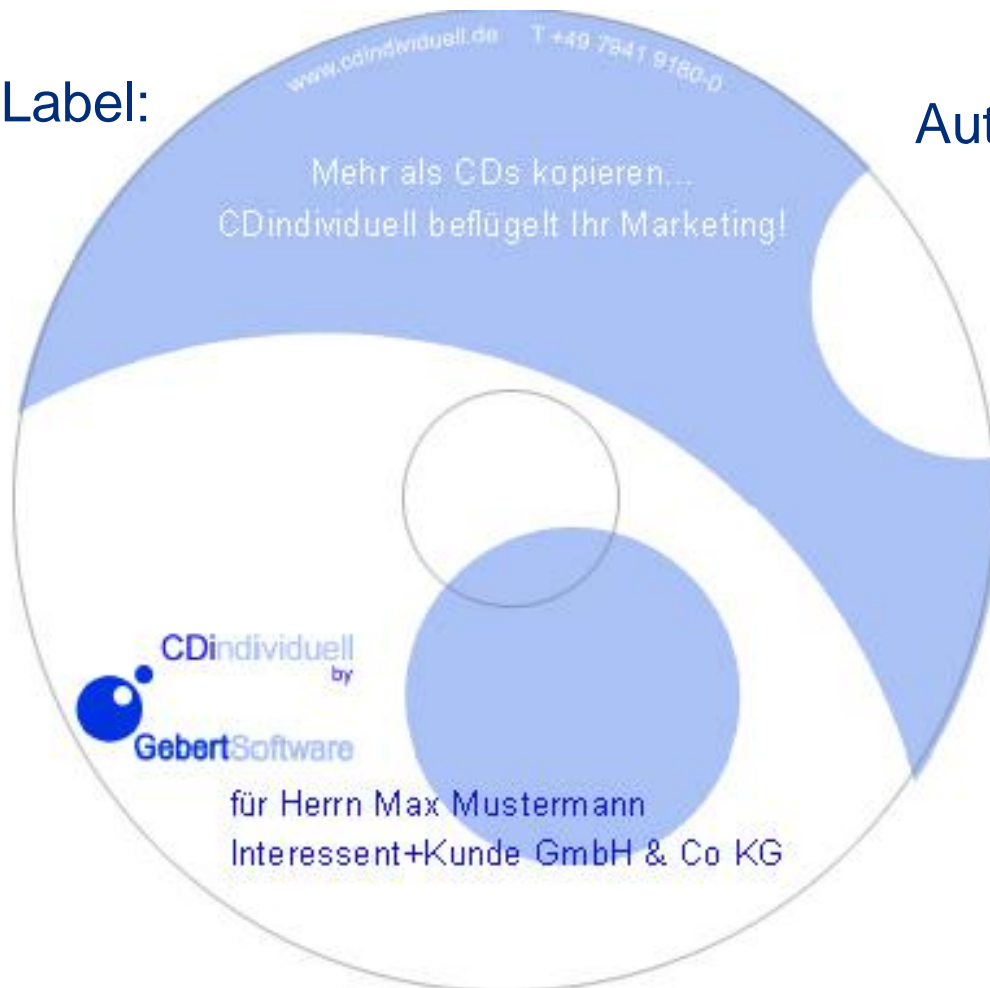 www.cdindividuell.de T +49 7941 9180-0
Label:
Aut
Mehr als CDs kopieren...
CDindividuell beflügelt Ihr Marketing!
CDindividuell
by
GebertSoftware
für Herrn Max Mustermann
Interessent+Kunde GmbH & Co KG